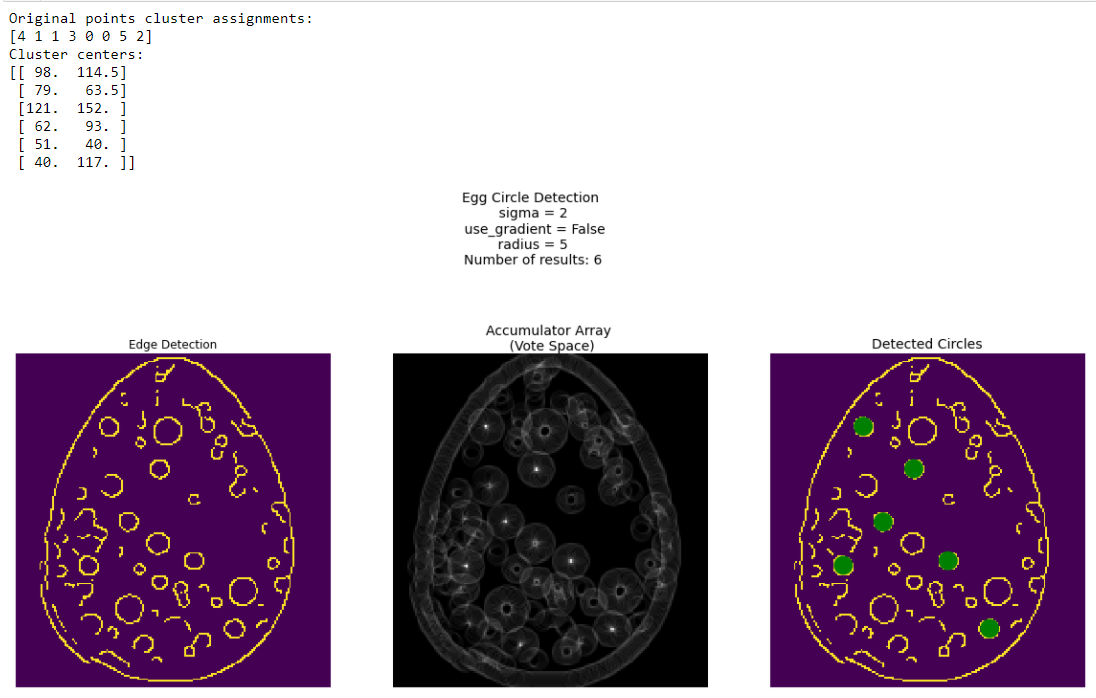 Original points cluster assignments:
[4 1 1 3 0 0 5 2]
Cluster centers:
[[ 98.  114.5]
 [ 79.   63.5]
 [121.  152. ]
 [ 62.   93. ]
 [ 51.   40. ]
 [ 40.  117. ]]
Egg Circle Detection
sigma = 2
use_gradient = False
radius = 5
Number of results: 6
Edge Detection
Accumulator Array
(Vote Space)
Detected Circles